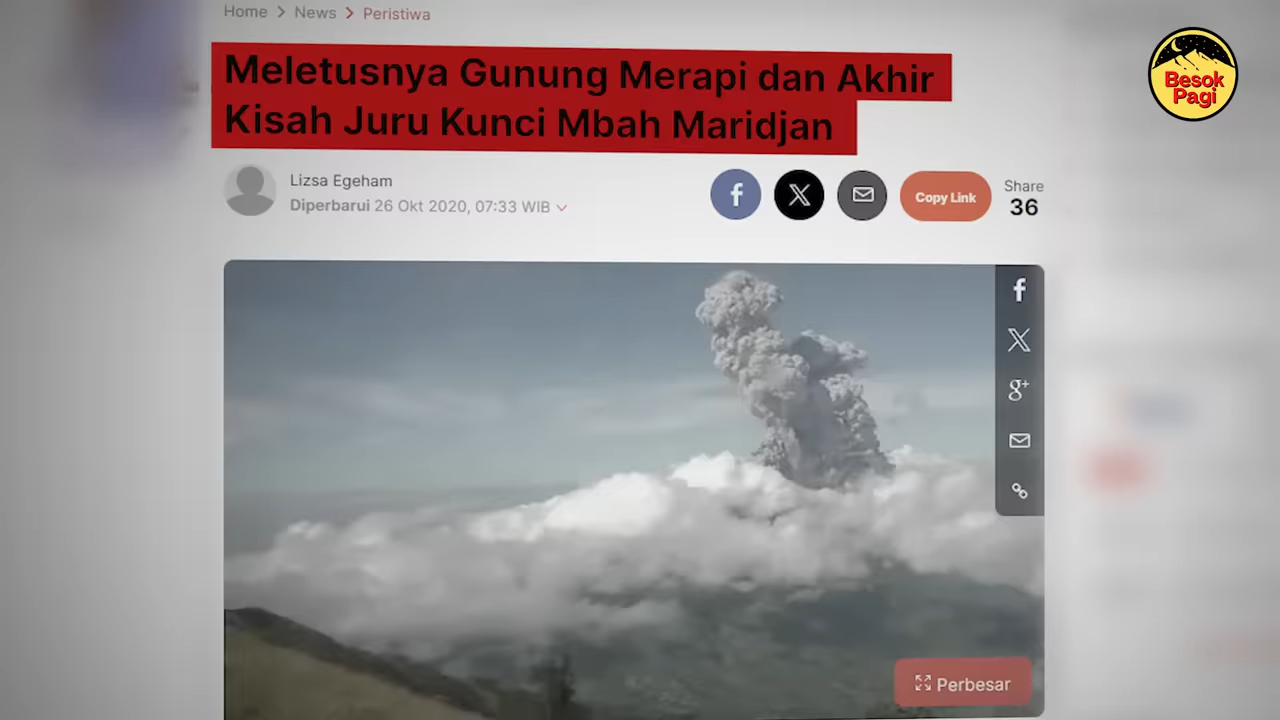 Home > News > Peristiwa
Besok
Pagi
Meletusnya Gunung Merapi dan Akhir
Kisah Juru Kunci Mbah Maridjan
Lizsa Egeham
Diperbarui 26 Okt 2020, 07:33 WIB
Copy Link
Share
36
Perbesar